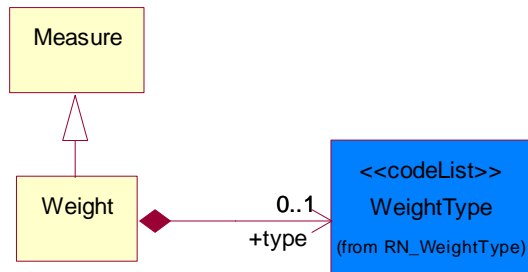 Measure
Weight
0..1
+type
<<codeList>>
WeightType
(from RN_WeightType)